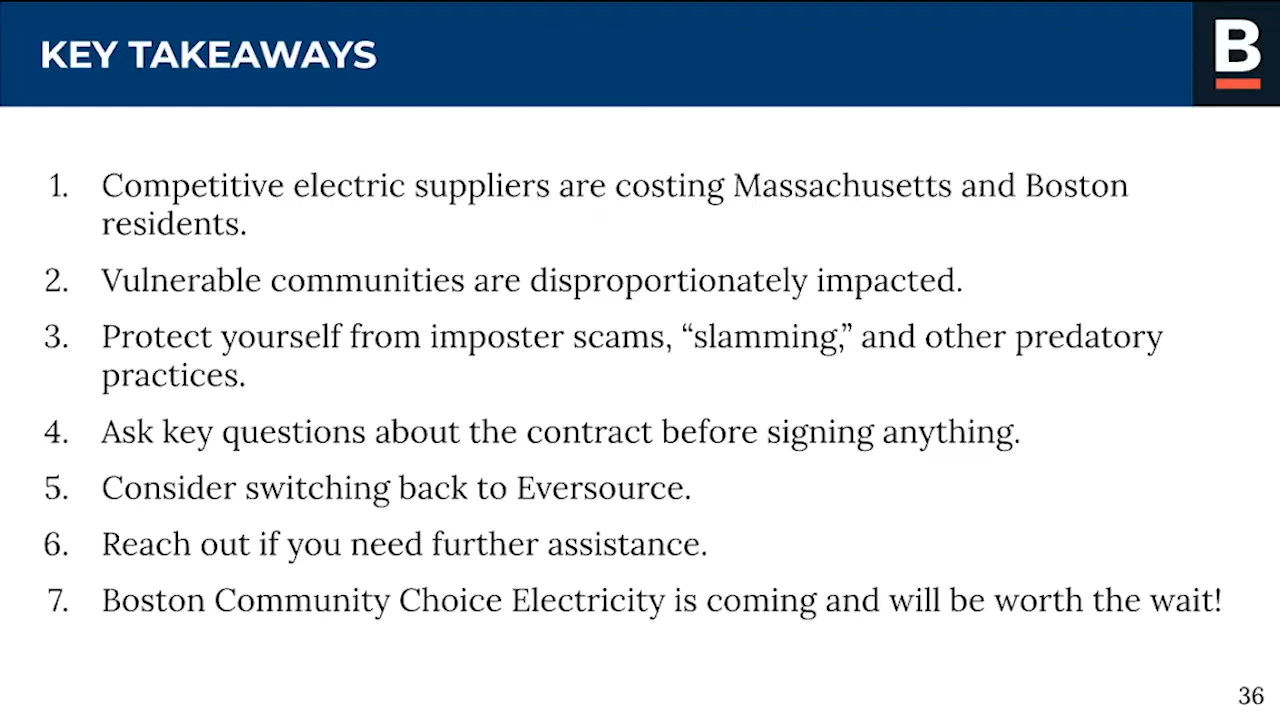 KEY TAKEAWAYS
B
1. Competitive electric suppliers are costing Massachusetts and Boston
residents.
2. Vulnerable communities are disproportionately impacted.
3. Protect yourself from imposter scams, “slamming,” and other predatory
practices.
4. Ask key questions about the contract before signing anything.
5. Consider switching back to Eversource.
6. Reach out if you need further assistance.
7. Boston Community Choice Electricity is coming and will be worth the wait!
36